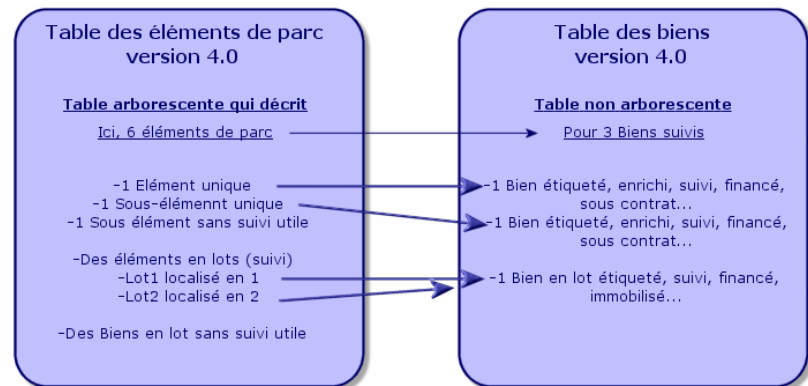 Table des éléments de parc
version 4.0
Table arborescente qui décrit
Ici, 6 éléments de parc
-1 Elément unique
-1 Sous-élémennt unique
-1 Sous élément sans suivi utile
-Des éléments en lots (suivi)
-Lot1 localisé en 1
-Lot2 localisé en 2
-Des Biens en lot sans suivi utile
Table des biens
version 4.0
Table non arborescente
Pour 3 Biens suivis
-1 Bien étiqueté, enrichi, suivi, financé,
sous contrat...
-1 Bien étiqueté, enrichi, suivi, financé,
sous contrat...
-1 Bien en lot étiqueté, suivi, financé,
immobilisé...